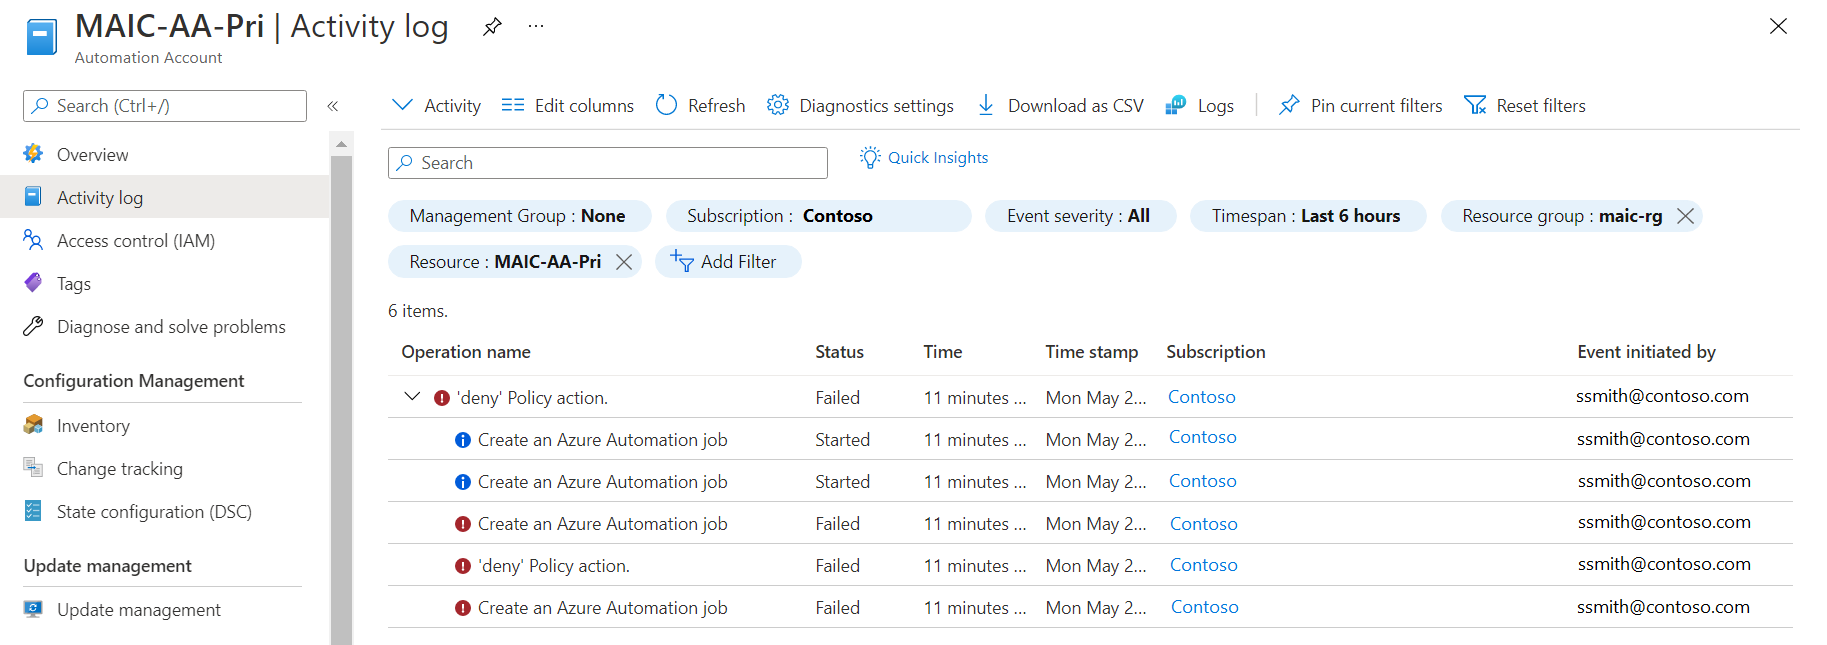 MAIC-AA-Pri | Activity log ...
Automation Account
Search (Ctrl+/)
«
Activity Edit columns Refresh Diagnostics settings Download as CSV Logs Pin current filters Reset filters
Overview
Activity log
Access control (IAM)
Tags
Diagnose and solve problems
Configuration Management
Inventory
Change tracking
State configuration (DSC)
Update management
Update management
Search Quick Insights
Management Group : None Subscription : Contoso Event severity : All Timespan : Last 6 hours Resource group : maic-rg
Resource : MAIC-AA-Pri Add Filter
6 items.
Operation name Status Time Time stamp Subscription Event initiated by
'deny' Policy action. Failed 11 minutes ... Mon May 2... Contoso ssmith@contoso.com
Create an Azure Automation job Started 11 minutes ... Mon May 2... Contoso ssmith@contoso.com
Create an Azure Automation job Started 11 minutes ... Mon May 2... Contoso ssmith@contoso.com
Create an Azure Automation job Failed 11 minutes ... Mon May 2... Contoso ssmith@contoso.com
'deny' Policy action. Failed 11 minutes ... Mon May 2... Contoso ssmith@contoso.com
Create an Azure Automation job Failed 11 minutes ... Mon May 2... Contoso ssmith@contoso.com